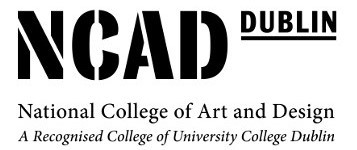 NCAD DUBLIN
National College of Art and Design
A Recognised College of University College Dublin